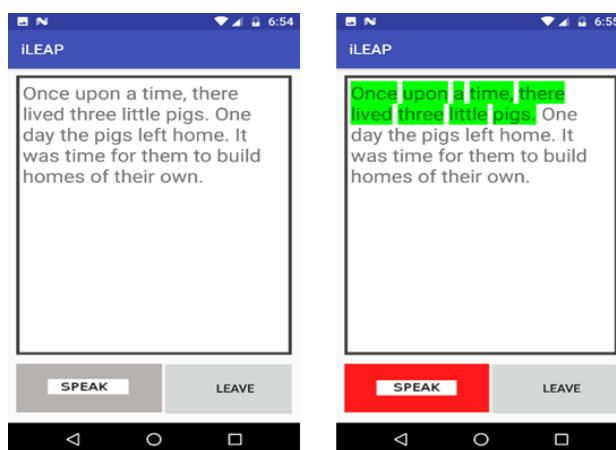 6:54
iLEAP
Once upon a time, there
lived three little pigs. One
day the pigs left home. It
was time for them to build
homes of their own.
SPEAK
LEAVE
6:55
iLEAP
Once upon a time, there
lived three little pigs. One
day the pigs left home. It
was time for them to build
homes of their own.
SPEAK
LEAVE